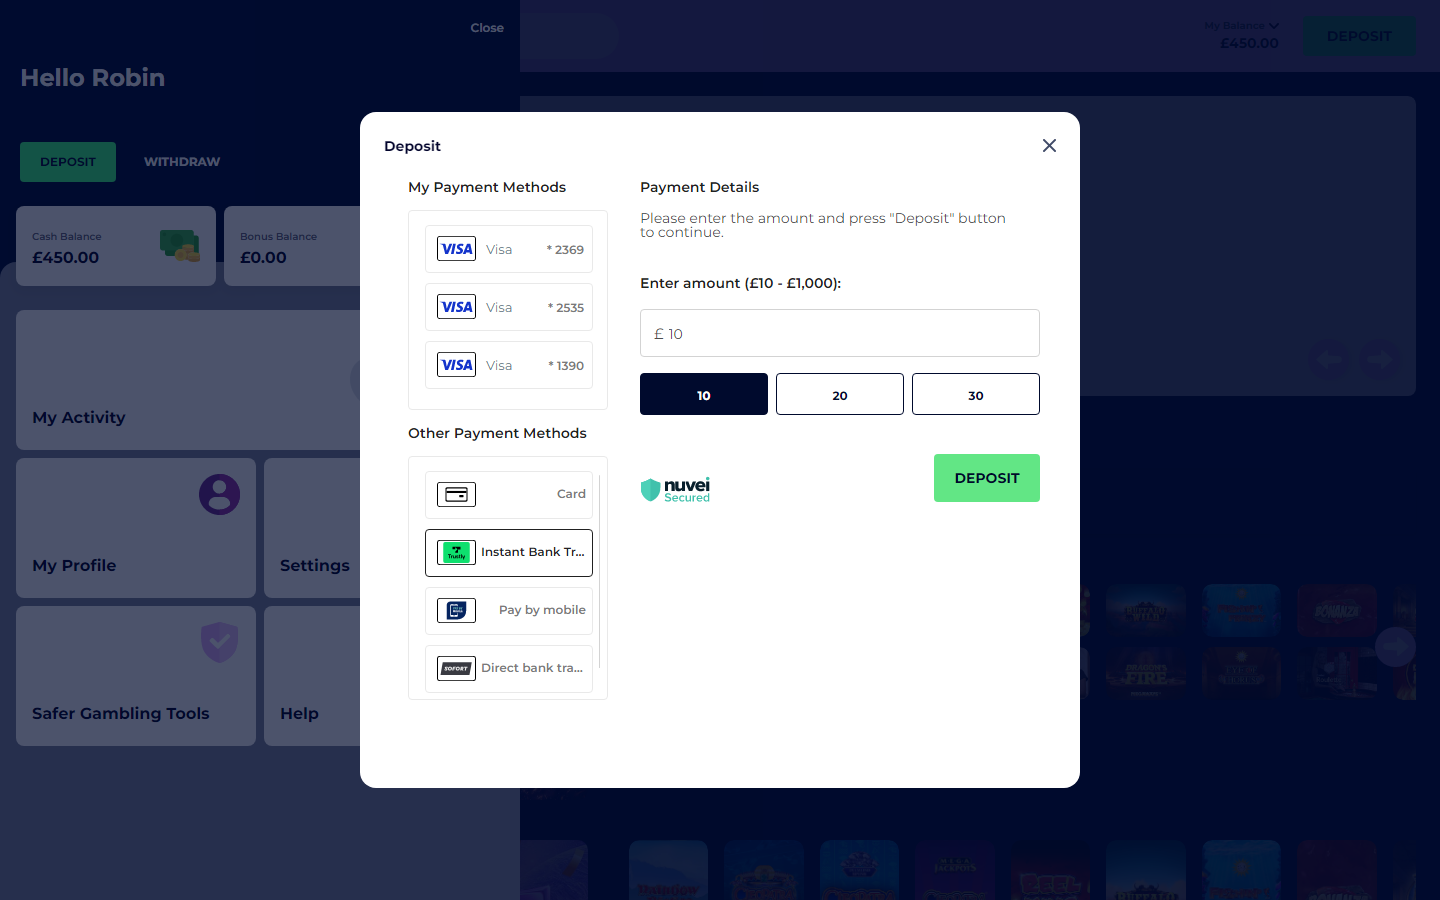 Close
My Balance
£450.00
DEPOSIT
Hello Robin
DEPOSIT
WITHDRAW
Cash Balance
£450.00
Bonus Balance
£0.00
My Activity
My Profile
Settings
Safer Gambling Tools
Help
Deposit
My Payment Methods
VISA Visa * 2369
VISA Visa * 2535
VISA Visa * 1390
Other Payment Methods
Card
Trustly Instant Bank Tr...
Pay by mobile
SOFORT Direct bank tra...
Payment Details
Please enter the amount and press "Deposit" button
to continue.
Enter amount (£10 - £1,000):
£ 10
10
20
30
nuvei
Secured
DEPOSIT
BONANZA
DRAGON'S
FIRE